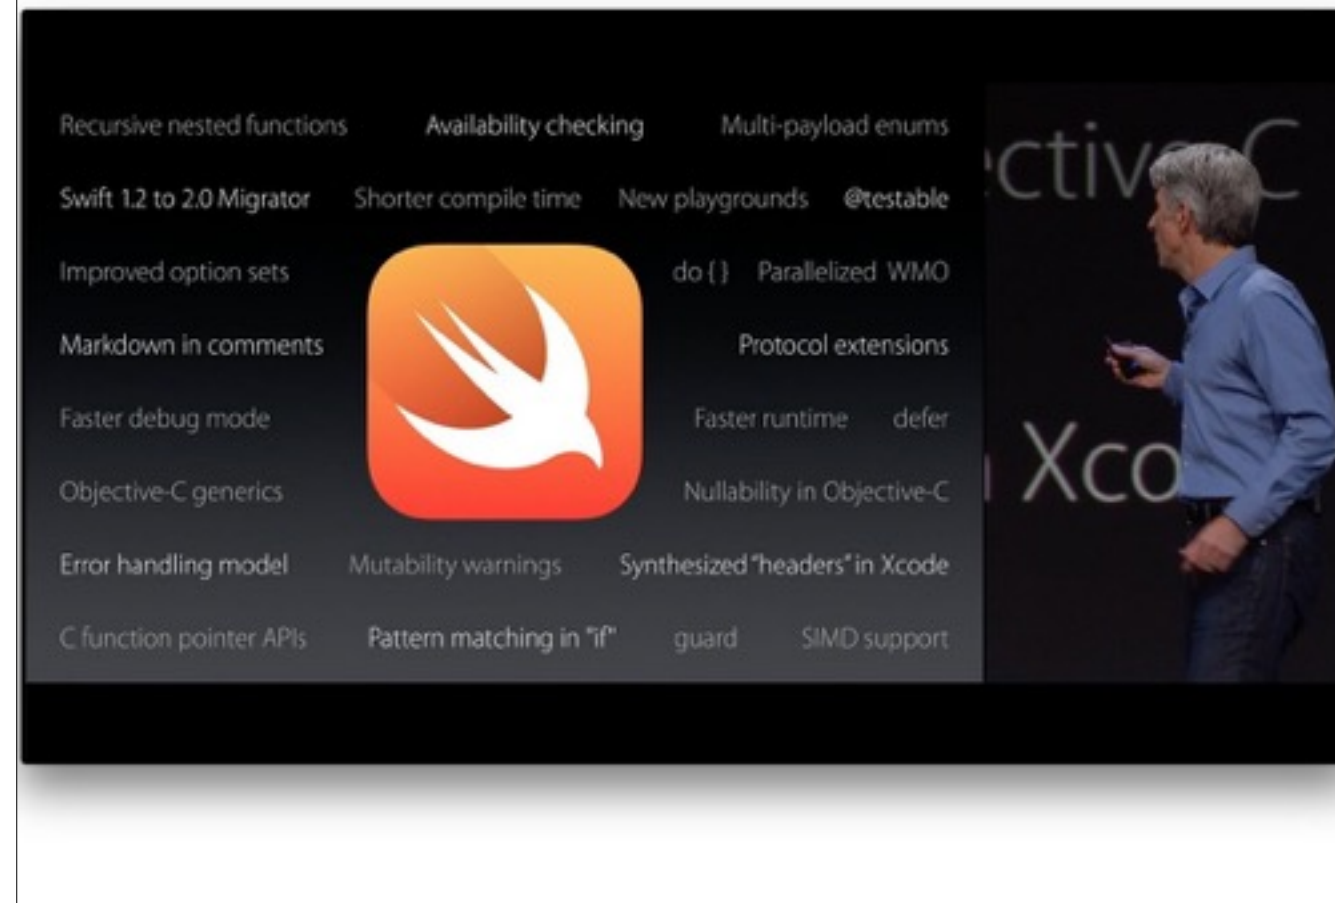 Recursive nested functions Availability checking Multi-payload enums
Swift 1.2 to 2.0 Migrator Shorter compile time New playgrounds @testable
Improved option sets do { } Parallelized WMO
Markdown in comments Protocol extensions
Faster debug mode Faster runtime defer
Objective-C generics Nullability in Objective-C
Error handling model Mutability warnings Synthesized "headers" in Xcode
C function pointer APIs Pattern matching in "if" guard SIMD support
ective C
Xco